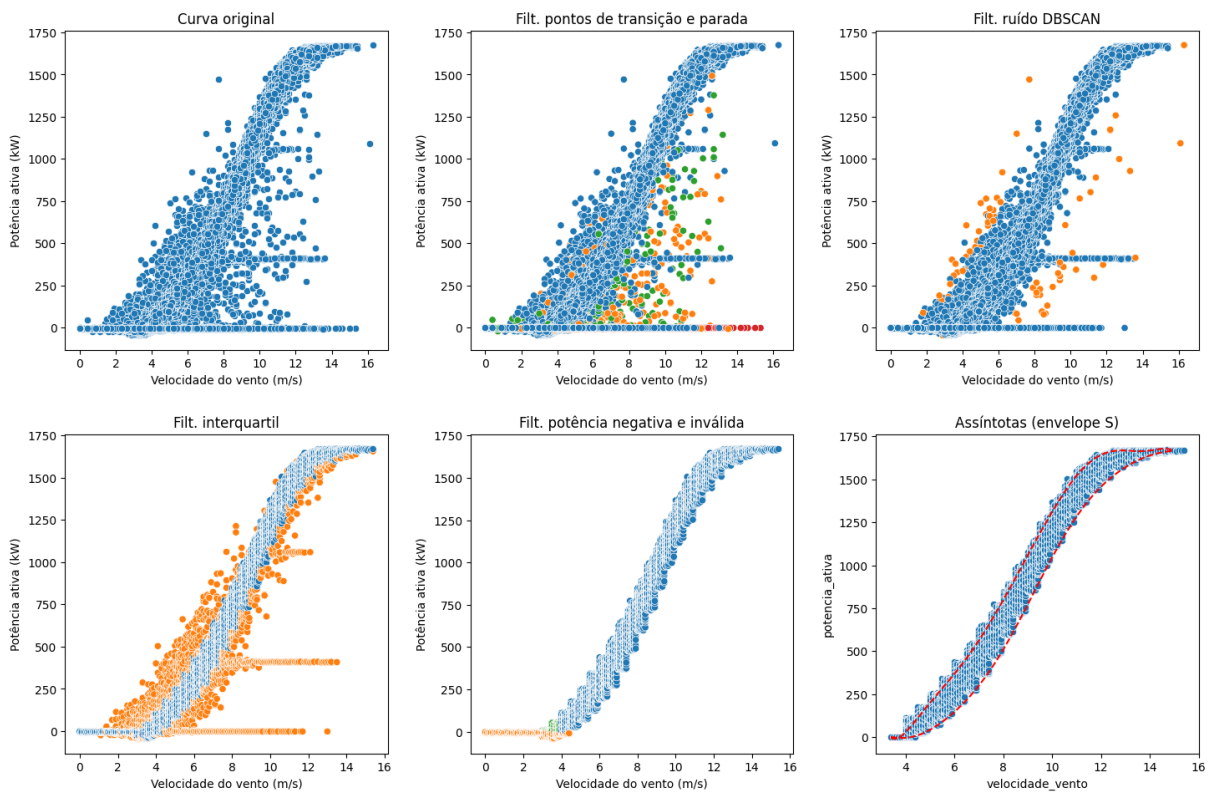 Curva original
Filt. pontos de transição e parada
Filt. ruído DBSCAN
Potência ativa (kW)
1750
1500
1250
1000
750
500
250
0
0 2 4 6 8 10 12 14 16
Velocidade do vento (m/s)
Potência ativa (kW)
1750
1500
1250
1000
750
500
250
0
0 2 4 6 8 10 12 14 16
Velocidade do vento (m/s)
Potência ativa (kW)
1750
1500
1250
1000
750
500
250
0
0 2 4 6 8 10 12 14 16
Velocidade do vento (m/s)
Filt. interquartil
Filt. potência negativa e inválida
Assíntotas (envelope S)
Potência ativa (kW)
1750
1500
1250
1000
750
500
250
0
0 2 4 6 8 10 12 14 16
Velocidade do vento (m/s)
Potência ativa (kW)
1750
1500
1250
1000
750
500
250
0
0 2 4 6 8 10 12 14 16
Velocidade do vento (m/s)
potencia_ativa
1750
1500
1250
1000
750
500
250
0
4 6 8 10 12 14 16
velocidade_vento